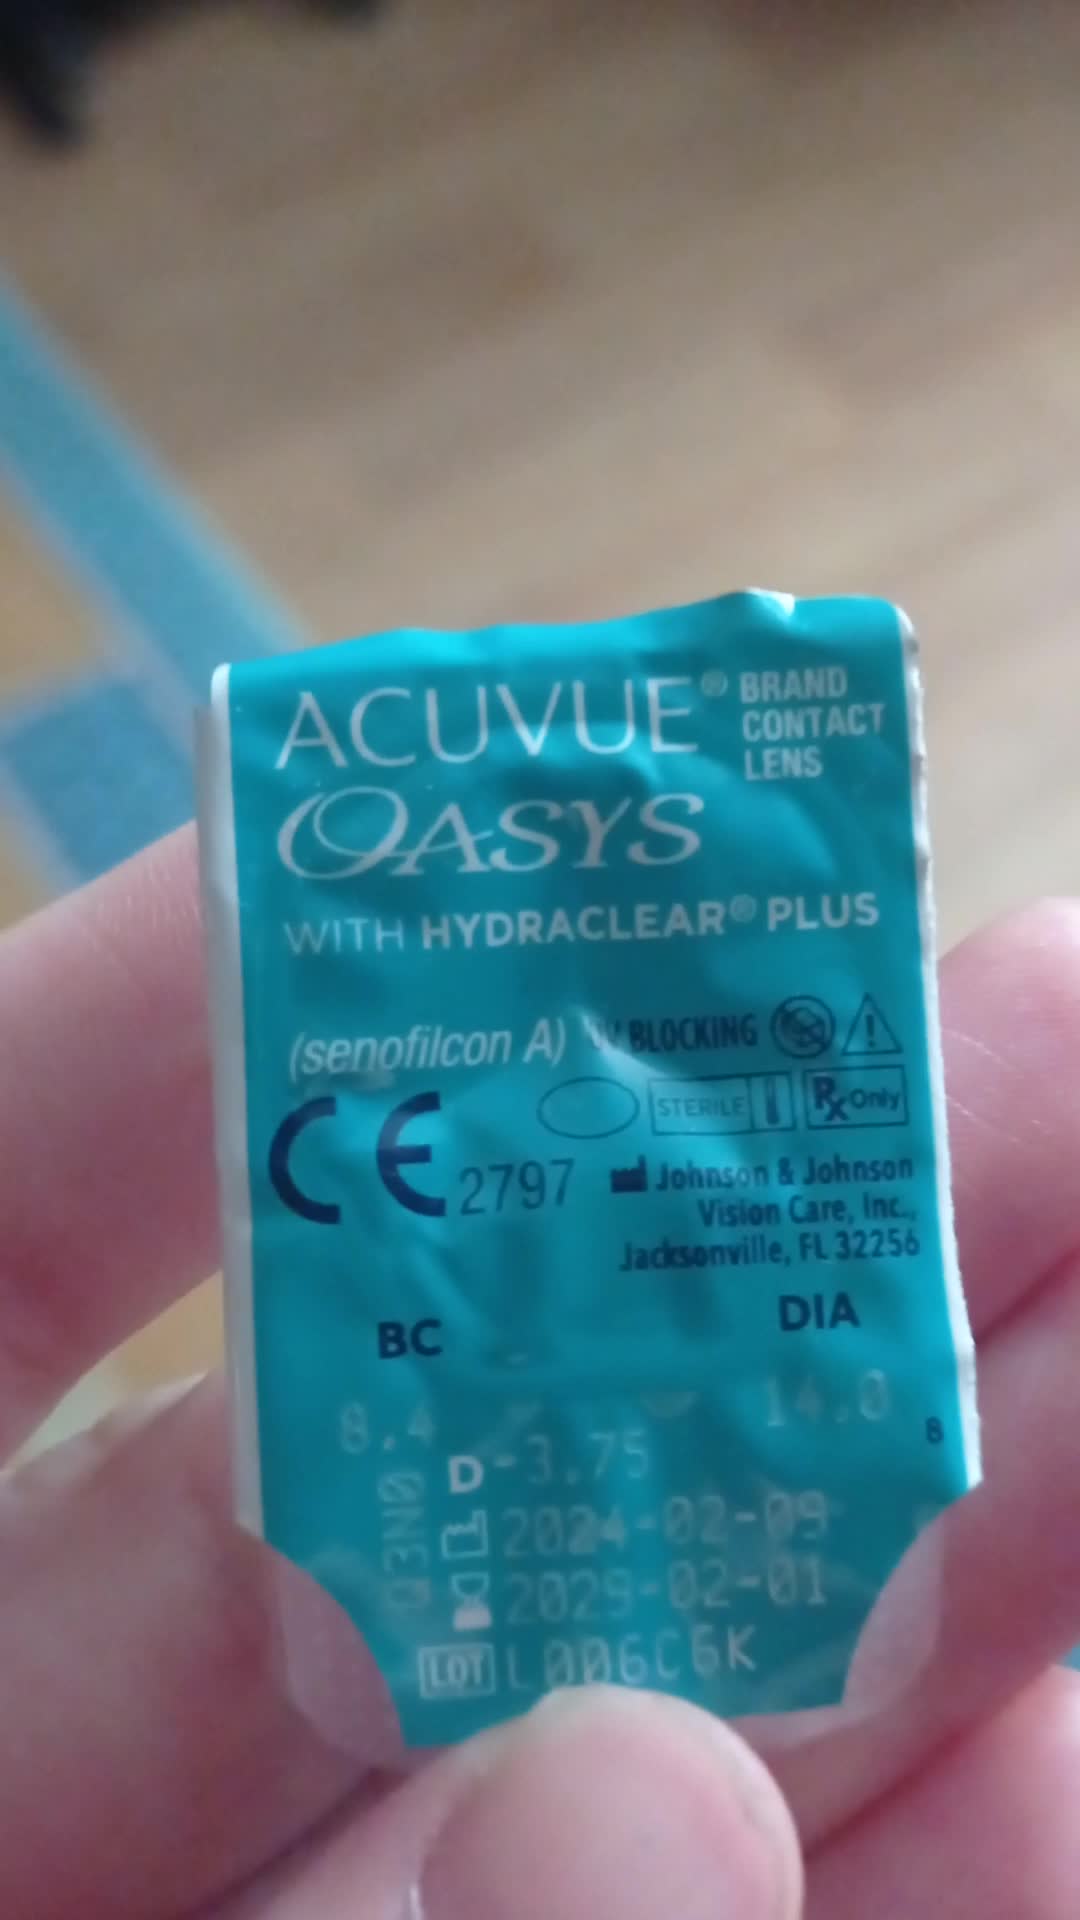 ACUVUE® BRAND CONTACT LENS
OASYS
WITH HYDRACLEAR® PLUS
(senofilcon A) UV BLOCKING
STERILE
Rx Only
CE 2797
Johnson & Johnson
Vision Care, Inc.,
Jacksonville, FL 32256
BC DIA
8.4 14.0
8
D -3.75
2024-02-09
2029-02-01
LOT L006C6K